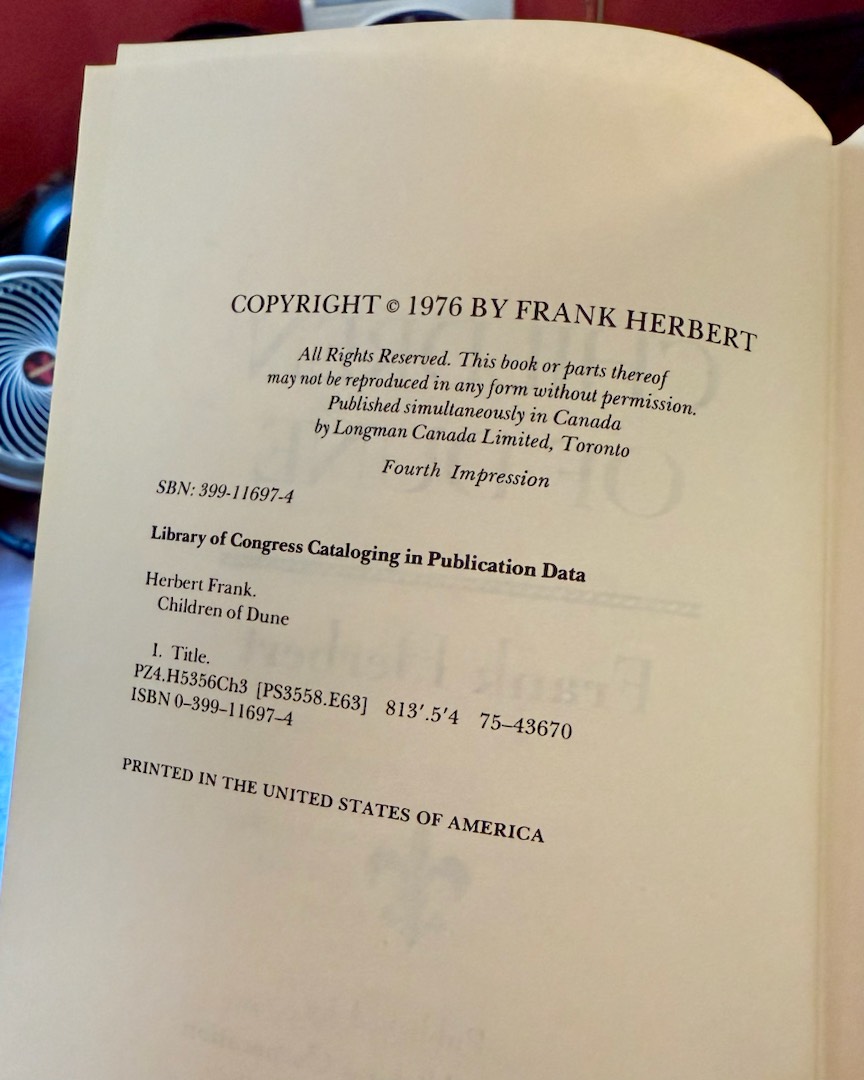 COPYRIGHT © 1976 BY FRANK HERBERT
All Rights Reserved. This book or parts thereof
may not be reproduced in any form without permission.
Published simultaneously in Canada
by Longman Canada Limited, Toronto
Fourth Impression
SBN: 399-11697-4
Library of Congress Cataloging in Publication Data
Herbert Frank.
Children of Dune
I. Title.
PZ4.H5356Ch3 [PS3558.E63] 813'.5'4 75–43670
ISBN 0–399–11697–4
PRINTED IN THE UNITED STATES OF AMERICA